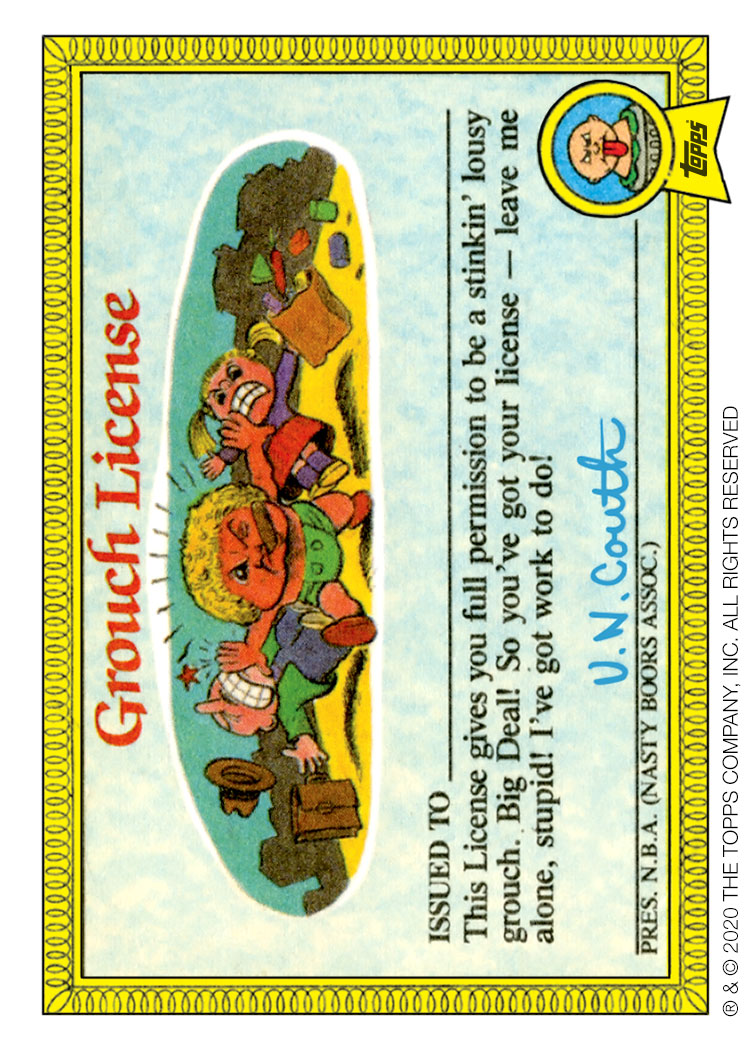 Grouch License
ISSUED TO
This License gives you full permission to be a stinkin' lousy
grouch. Big Deal! So you've got your license — leave me
alone, stupid! I've got work to do!
U.N. Couth
PRES. N.B.A. (NASTY BOORS ASSOC.)
topps
® & © 2020 THE TOPPS COMPANY, INC. ALL RIGHTS RESERVED